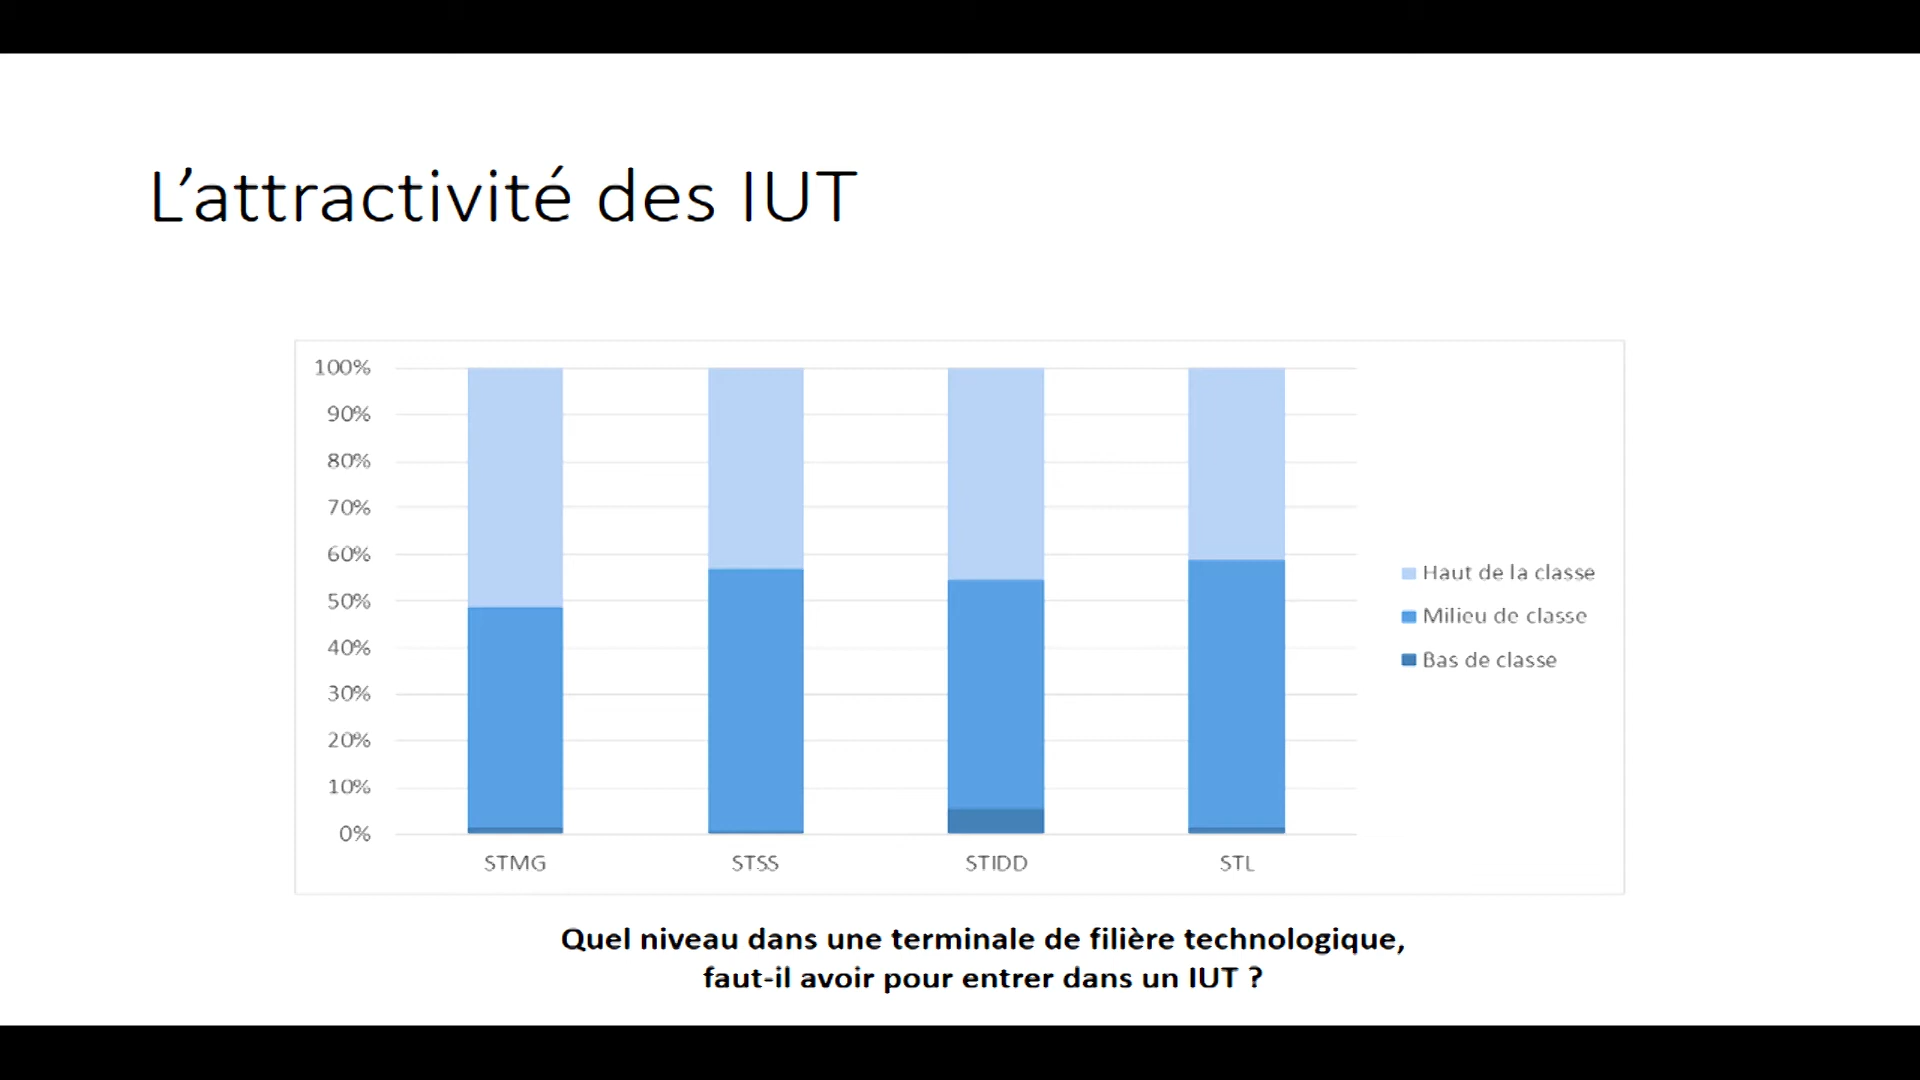 L’attractivité des IUT
100%
90%
80%
70%
60%
50%
40%
30%
20%
10%
0%
STMG STSS STIDD STL
Haut de la classe
Milieu de classe
Bas de classe
Quel niveau dans une terminale de filière technologique,
faut-il avoir pour entrer dans un IUT ?